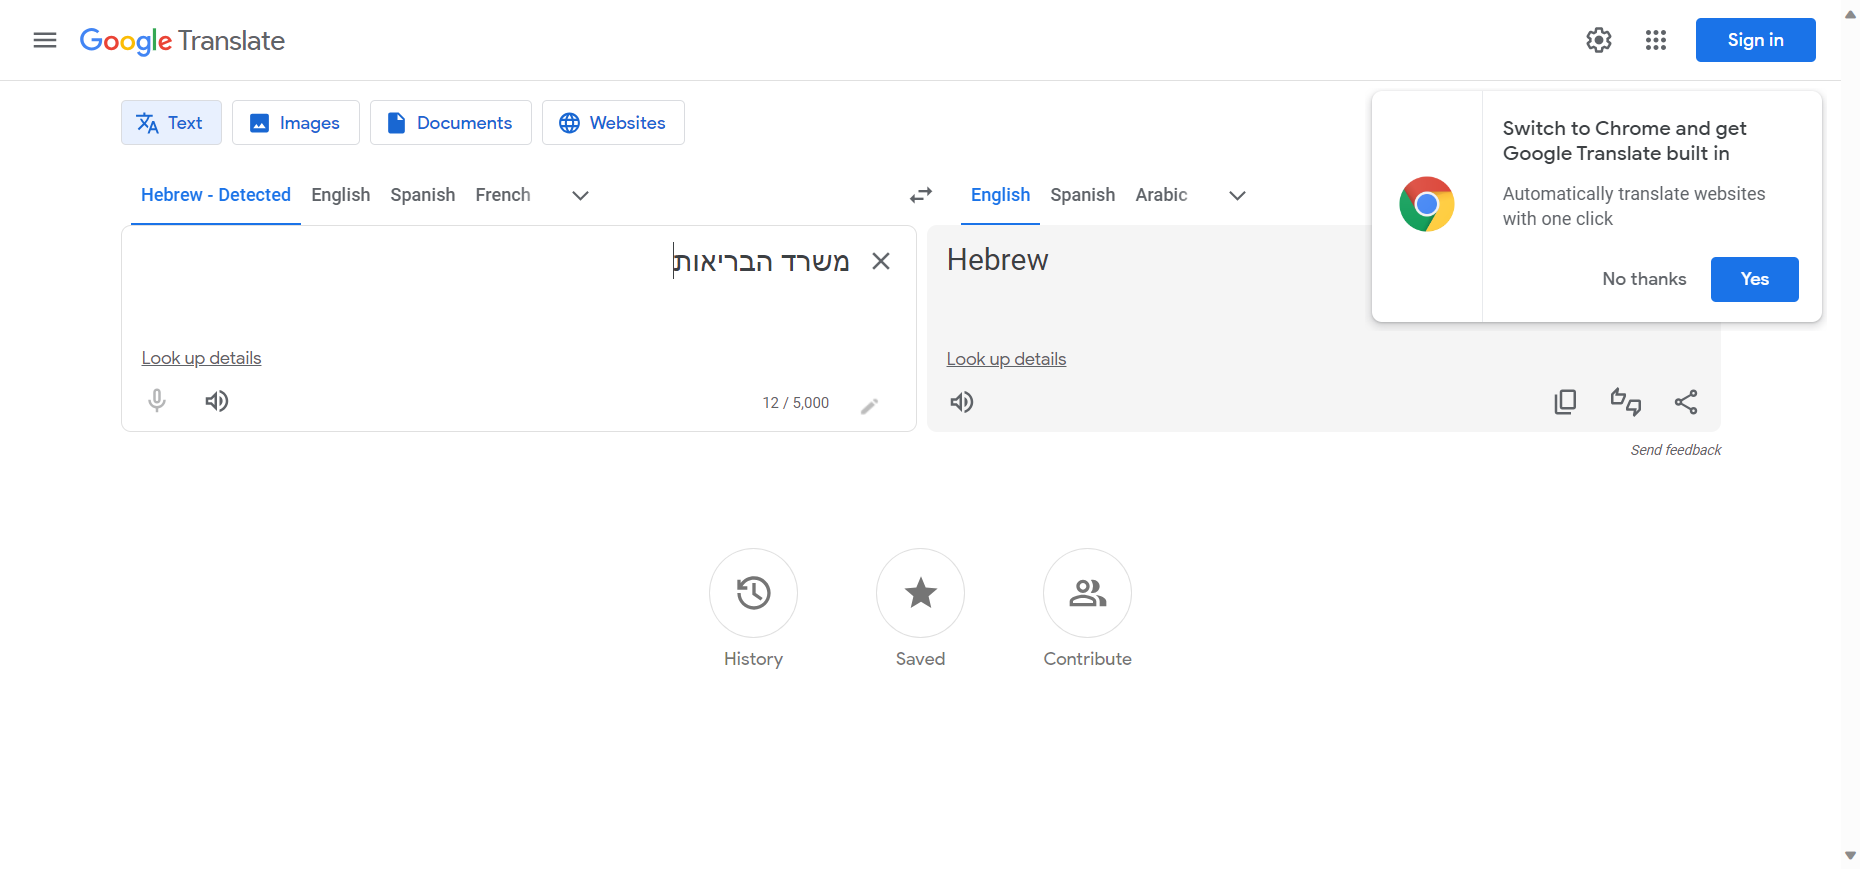 Google Translate
Sign in
Text
Images
Documents
Websites
Switch to Chrome and get
Google Translate built in
Automatically translate websites
with one click
No thanks
Yes
Hebrew - Detected
English
Spanish
French
English
Spanish
Arabic
משרד הבריאות
Hebrew
Look up details
Look up details
12 / 5,000
Send feedback
History
Saved
Contribute